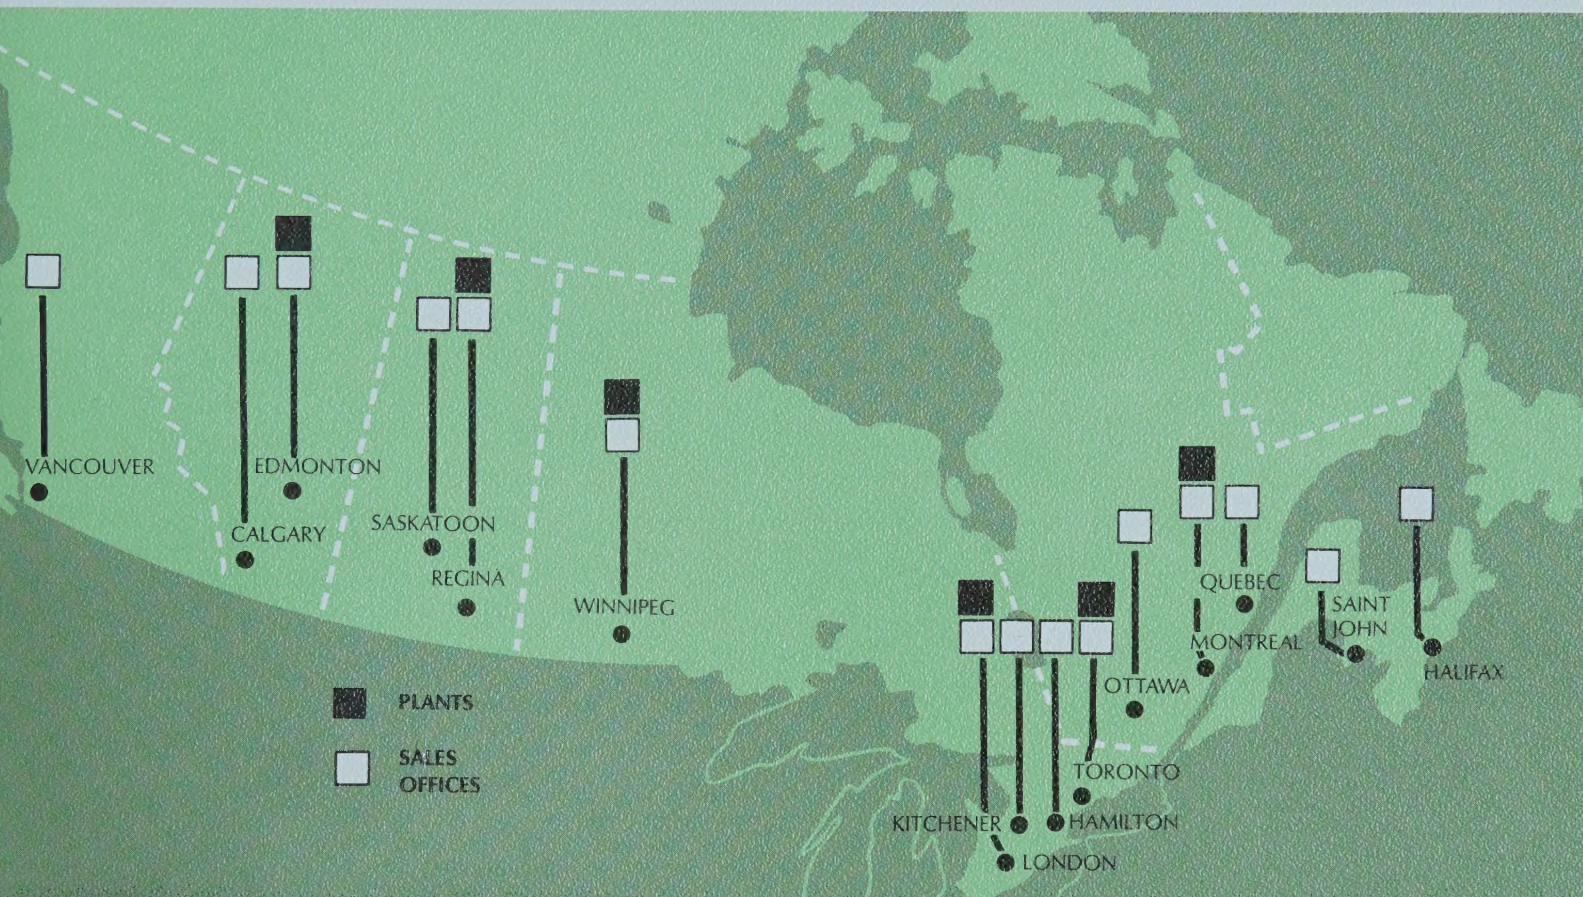 VANCOUVER
EDMONTON
CALGARY
SASKATOON
REGINA
WINNIPEG
QUEBEC
SAINT
JOHN
MONTREAL
HALIFAX
OTTAWA
PLANTS
SALES
OFFICES
TORONTO
KITCHENER
HAMILTON
LONDON